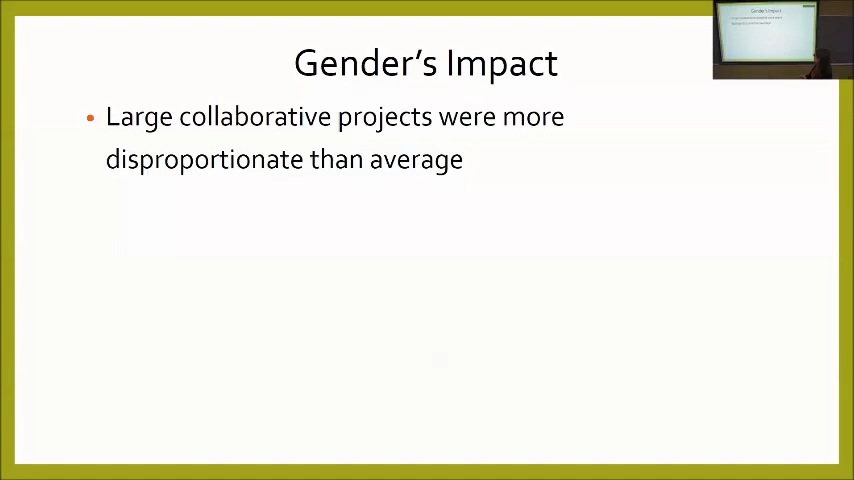 Gender's Impact
• Large collaborative projects were more
disproportionate than average